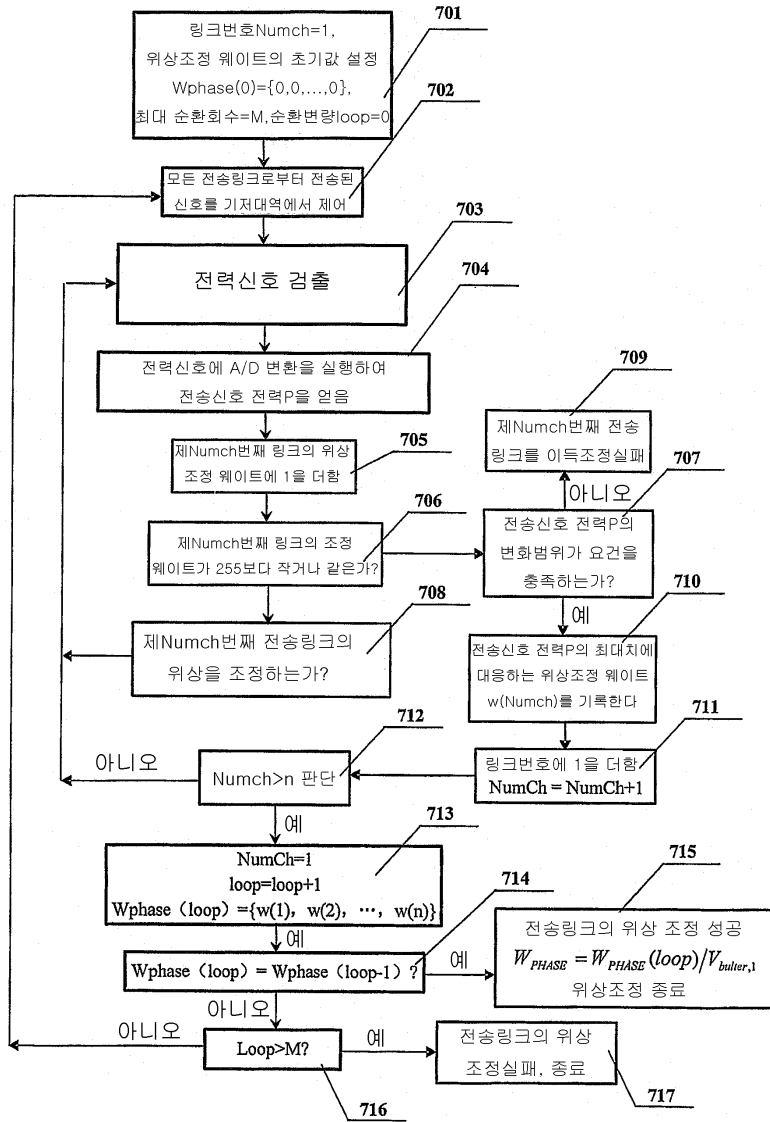 701
링크번호Numch=1,
위상조정 웨이트의 초기값 설정
Wphase(0)={0,0,...,0},
최대 순환회수=M,순환변량loop=0
702
모든 전송링크로부터 전송된
신호를 기저대역에서 제어
703
전력신호 검출
704
전력신호에 A/D 변환을 실행하여
전송신호 전력P을 얻음
705
제Numch번째 링크의 위상
조정 웨이트에 1을 더함
706
제Numch번째 링크의 조정
웨이트가 255보다 작거나 같은가?
709
제Numch번째 전송
링크를 이득조정실패
아니오
707
전송신호 전력P의
변화범위가 요건을
충족하는가?
예
708
제Numch번째 전송링크의
위상을 조정하는가?
710
전송신호 전력P의 최대치에
대응하는 위상조정 웨이트
w(Numch)를 기록한다
711
링크번호에 1을 더함
NumCh = NumCh+1
712
아니오
Numch>n 판단
예
713
NumCh=1
loop=loop+1
Wphase（loop）={w(1)，w(2)，…，w(n)}
예
714
Wphase（loop）= Wphase（loop-1）?
예
715
전송링크의 위상 조정 성공
W_PHASE = W_PHASE(loop)/V_bulter,1
위상조정 종료
아니오
아니오
Loop>M?
예
716
전송링크의 위상
조정실패, 종료
717